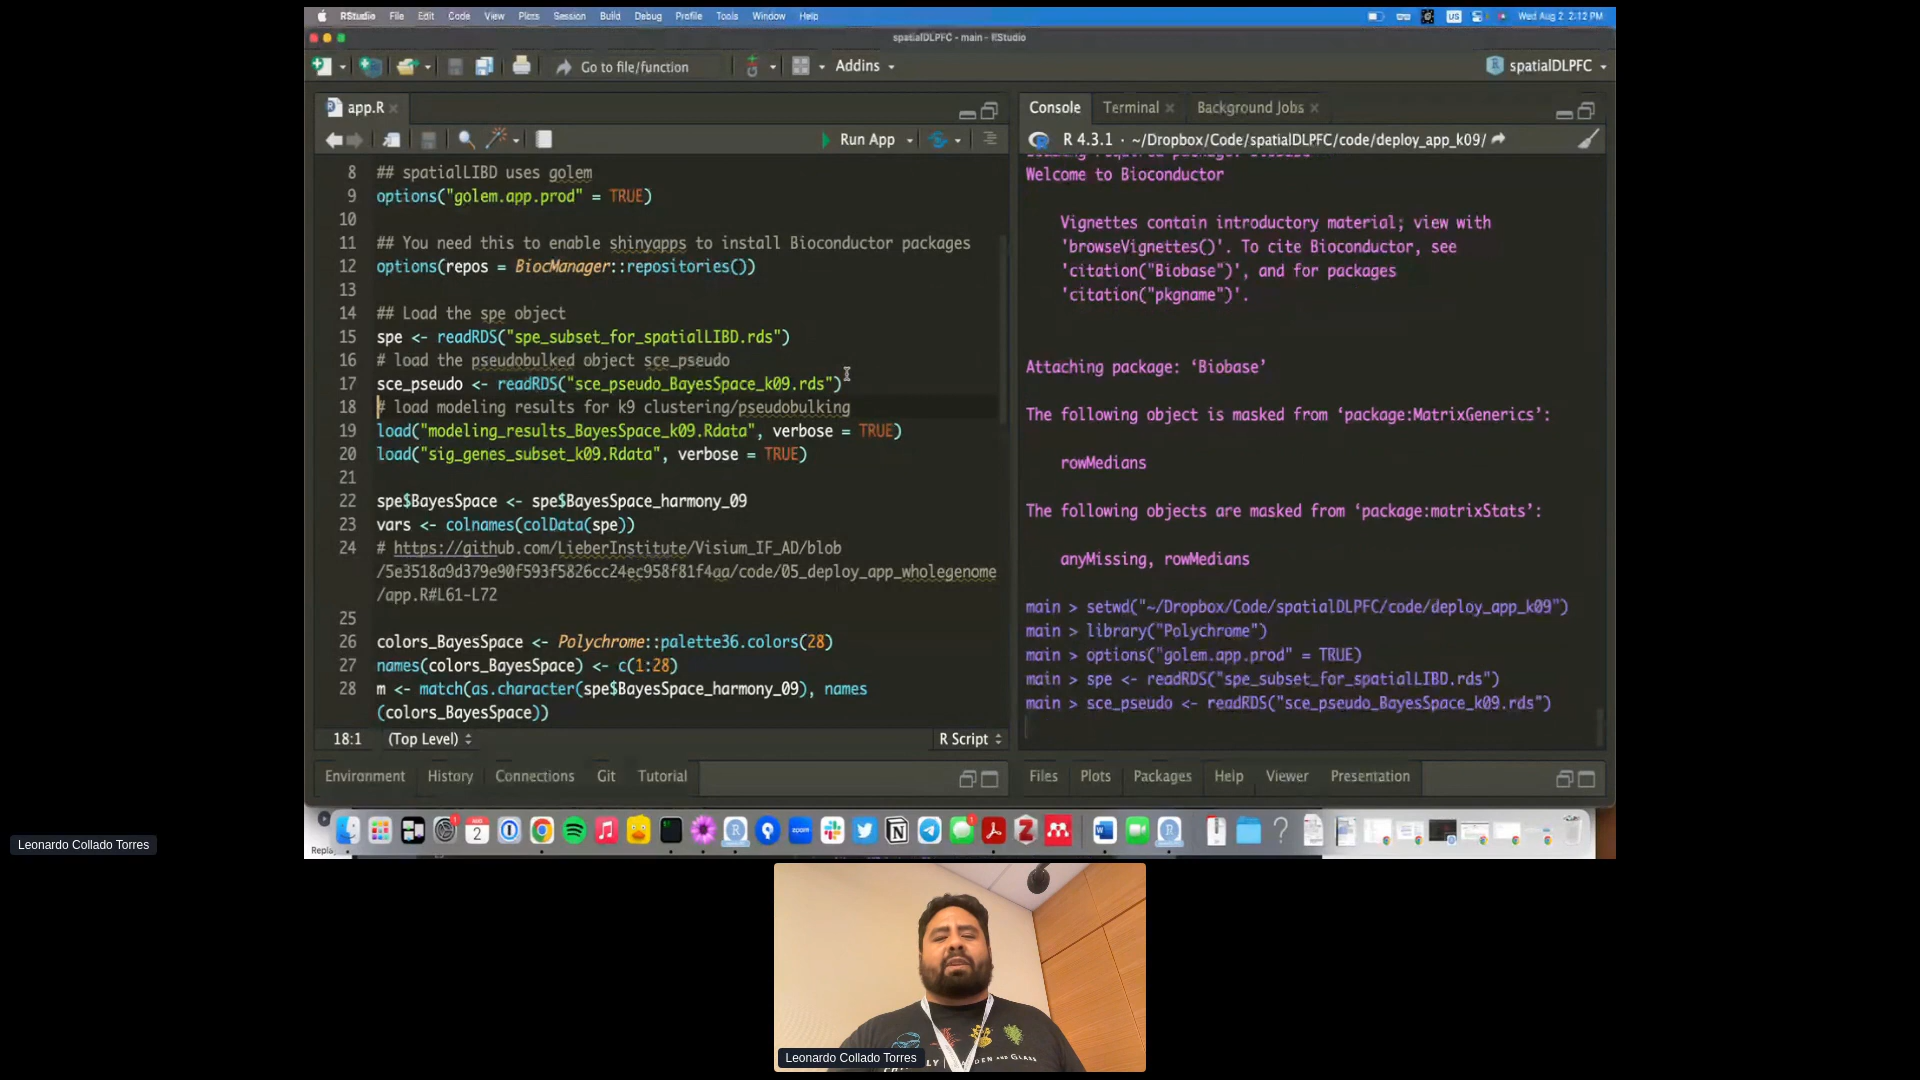 RStudio File Edit Code View Plots Session Build Debug Profile Tools Window Help
US Wed Aug 2 2:12 PM
spatialDLPFC - main - RStudio
Go to file/function Addins spatialDLPFC
app.R
Run App
8 ## spatialLIBD uses golem
9 options("golem.app.prod" = TRUE)
10
11 ## You need this to enable shinyapps to install Bioconductor packages
12 options(repos = BiocManager::repositories())
13
14 ## Load the spe object
15 spe <- readRDS("spe_subset_for_spatialLIBD.rds")
16 # load the pseudobulked object sce_pseudo
17 sce_pseudo <- readRDS("sce_pseudo_BayesSpace_k09.rds")
18 # load modeling results for k9 clustering/pseudobulking
19 load("modeling_results_BayesSpace_k09.Rdata", verbose = TRUE)
20 load("sig_genes_subset_k09.Rdata", verbose = TRUE)
21
22 spe$BayesSpace <- spe$BayesSpace_harmony_09
23 vars <- colnames(colData(spe))
24 # https://github.com/LieberInstitute/Visium_IF_AD/blob
/5e3518a9d379e90f593f5826cc24ec958f81f4aa/code/05_deploy_app_wholegenome
/app.R#L61-L72
25
26 colors_BayesSpace <- Polychrome::palette36.colors(28)
27 names(colors_BayesSpace) <- c(1:28)
28 m <- match(as.character(spe$BayesSpace_harmony_09), names
(colors_BayesSpace))
18:1 (Top Level) R Script
Environment History Connections Git Tutorial
Console Terminal Background Jobs
R 4.3.1 · ~/Dropbox/Code/spatialDLPFC/code/deploy_app_k09/
Welcome to Bioconductor
Vignettes contain introductory material; view with
'browseVignettes()'. To cite Bioconductor, see
'citation("Biobase")', and for packages
'citation("pkgname")'.
Attaching package: ‘Biobase’
The following object is masked from ‘package:MatrixGenerics’:
rowMedians
The following objects are masked from ‘package:matrixStats’:
anyMissing, rowMedians
main > setwd("~/Dropbox/Code/spatialDLPFC/code/deploy_app_k09")
main > library("Polychrome")
main > options("golem.app.prod" = TRUE)
main > spe <- readRDS("spe_subset_for_spatialLIBD.rds")
main > sce_pseudo <- readRDS("sce_pseudo_BayesSpace_k09.rds")
Files Plots Packages Help Viewer Presentation
2
zoom
Leonardo Collado Torres
Leonardo Collado Torres